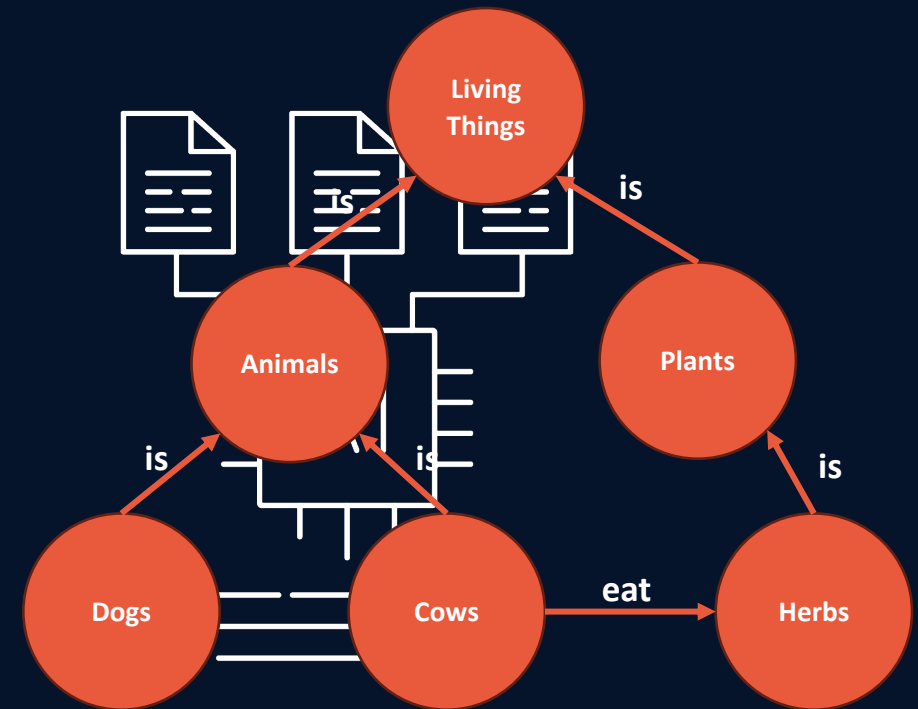 Living
Things
is
is
Animals
Plants
is
is
is
Dogs
Cows
eat
Herbs